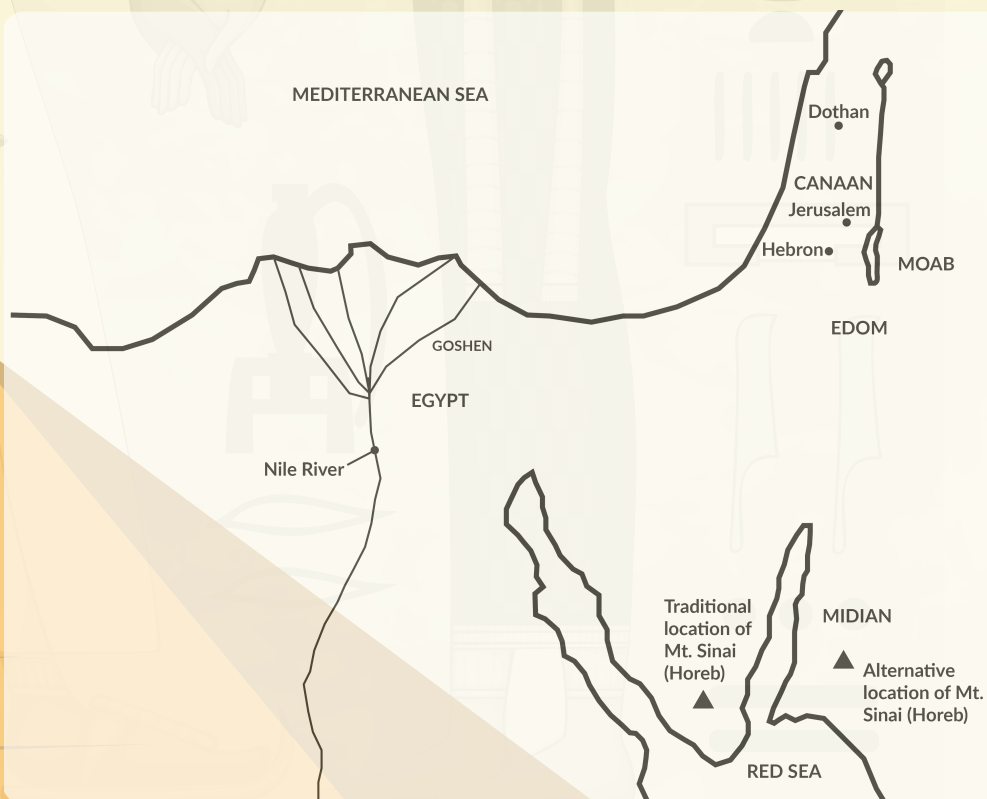 MEDITERRANEAN SEA
Dothan
CANAAN
Jerusalem
Hebron
MOAB
EDOM
GOSHEN
EGYPT
Nile River
Traditional
location of
Mt. Sinai
(Horeb)
MIDIAN
Alternative
location of Mt.
Sinai (Horeb)
RED SEA